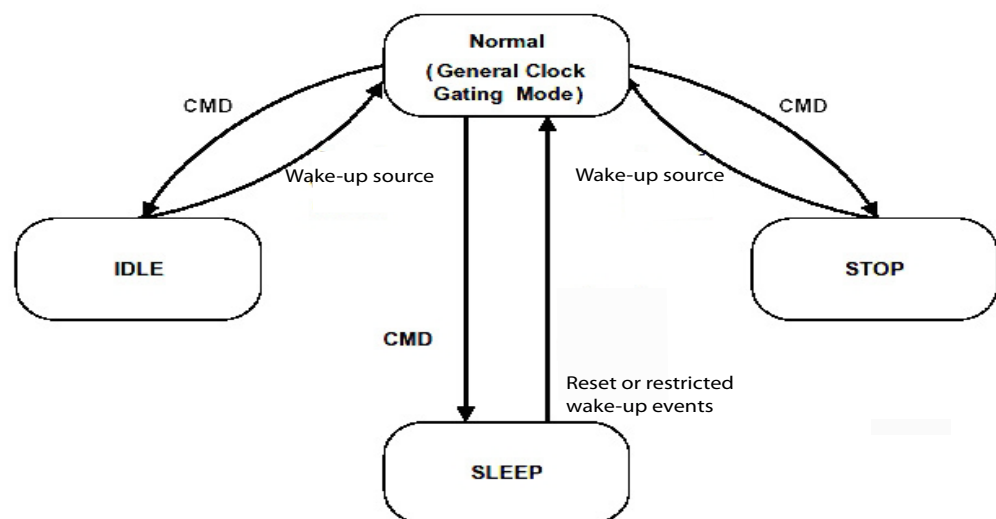 Normal
(General Clock
Gating Mode)
CMD
CMD
Wake-up source
Wake-up source
IDLE
STOP
CMD
Reset or restricted
wake-up events
SLEEP